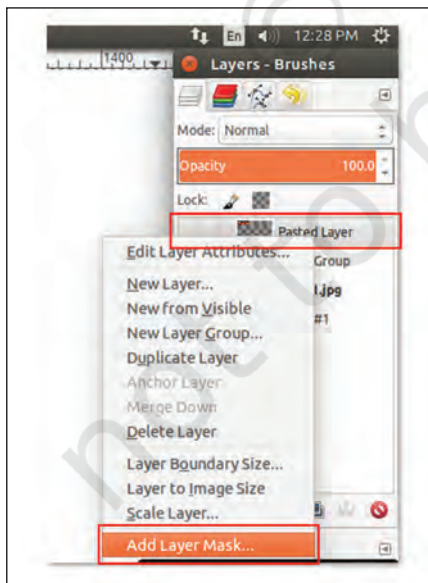 En 12:28 PM
1400
Layers - Brushes
Mode: Normal
Opacity 100.0
Lock:
Pasted Layer
Edit Layer Attributes...
Group
New Layer...
l.jpg
New from Visible
#1
New Layer Group...
Duplicate Layer
Anchor Layer
Merge Down
Delete Layer
Layer Boundary Size...
Layer to Image Size
Scale Layer...
Add Layer Mask...
not to